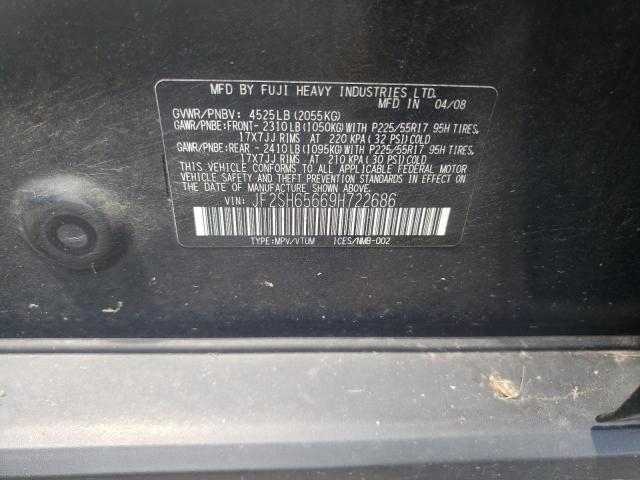 MFD BY FUJI HEAVY INDUSTRIES LTD.
MFD IN 04/08
GVWR/PNBV: 4525LB (2055KG)
GAWR/PNBE:FRONT- 2310LB (1050KG) WITH P225/55R17 95H TIRES,
17X7JJ RIMS AT 220 KPA (32 PSI) COLD
GAWR/PNBE:REAR - 2410LB (1095KG) WITH P225/55R17 95H TIRES,
17X7JJ RIMS AT 210 KPA (30 PSI) COLD
THIS VEHICLE CONFORMS TO ALL APPLICABLE FEDERAL MOTOR
VEHICLE SAFETY AND THEFT PREVENTION STANDARDS IN EFFECT
ON THE DATE OF MANUFACTURE SHOWN ABOVE.
VIN: JF2SH65669H722686
TYPE:MPV/VTUM ICES/NMB-002